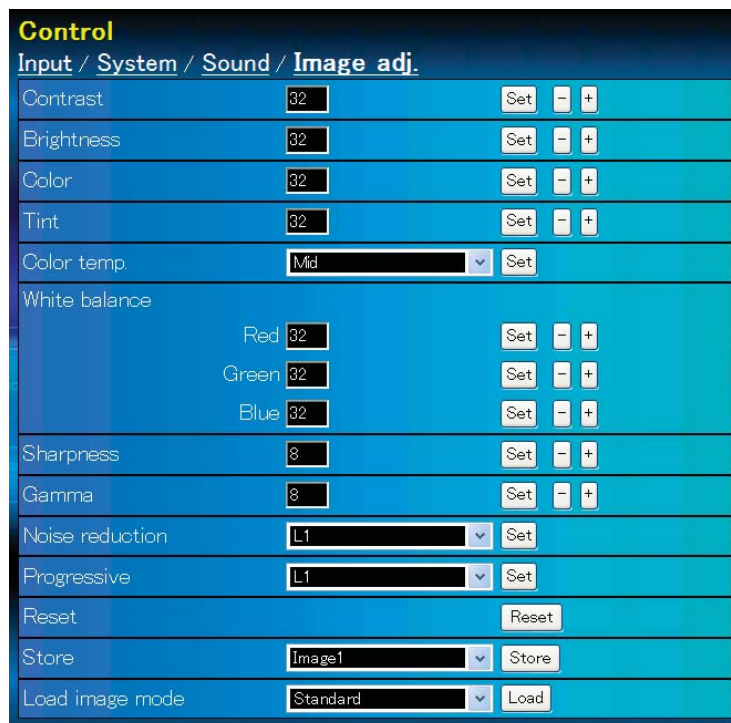 Control
Input / System / Sound / Image adj.
Contrast 32 Set - +
Brightness 32 Set - +
Color 32 Set - +
Tint 32 Set - +
Color temp. Mid Set
White balance
Red 32 Set - +
Green 32 Set - +
Blue 32 Set - +
Sharpness 8 Set - +
Gamma 8 Set - +
Noise reduction L1 Set
Progressive L1 Set
Reset Reset
Store Image1 Store
Load image mode Standard Load